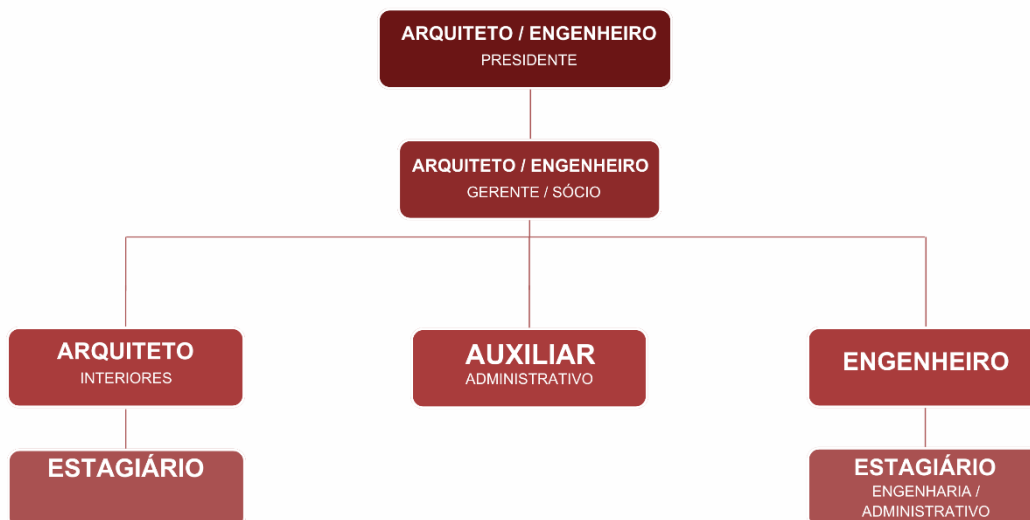 ARQUITETO / ENGENHEIRO
PRESIDENTE
ARQUITETO / ENGENHEIRO
GERENTE / SÓCIO
ARQUITETO
INTERIORES
AUXILIAR
ADMINISTRATIVO
ENGENHEIRO
ESTAGIÁRIO
ESTAGIÁRIO
ENGENHARIA /
ADMINISTRATIVO